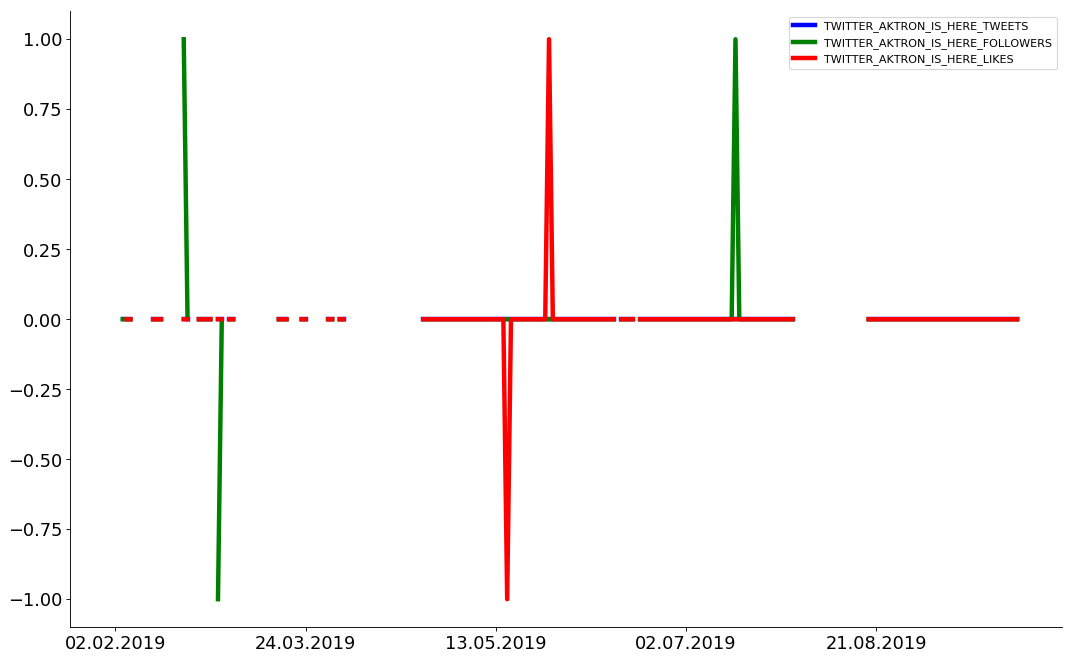 TWITTER_AKTRON_IS_HERE_TWEETS
TWITTER_AKTRON_IS_HERE_FOLLOWERS
TWITTER_AKTRON_IS_HERE_LIKES
1.00
0.75
0.50
0.25
0.00
−0.25
−0.50
−0.75
−1.00
02.02.2019 24.03.2019 13.05.2019 02.07.2019 21.08.2019